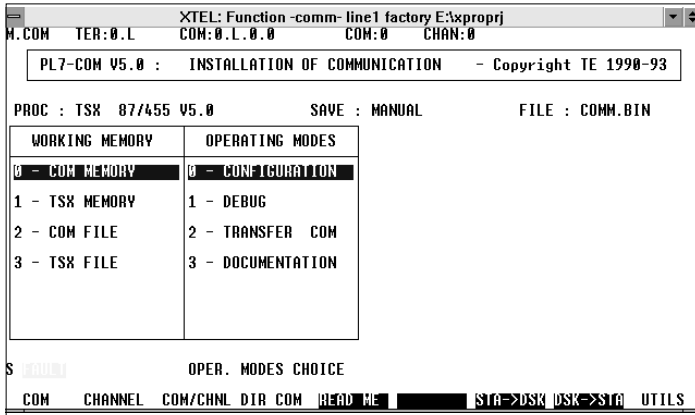 XTEL: Function -comm- line1 factory E:\xproprj
M.COM TER:0.L COM:0.L.0.0 COM:0 CHAN:0
PL7-COM V5.0 : INSTALLATION OF COMMUNICATION - Copyright TE 1990-93
PROC : TSX 87/455 V5.0 SAVE : MANUAL FILE : COMM.BIN
WORKING MEMORY OPERATING MODES
0 - COM MEMORY 0 - CONFIGURATION
1 - TSX MEMORY 1 - DEBUG
2 - COM FILE 2 - TRANSFER COM
3 - TSX FILE 3 - DOCUMENTATION
S FAULT OPER. MODES CHOICE
COM CHANNEL COM/CHNL DIR COM READ ME STA->DSK DSK->STA UTILS